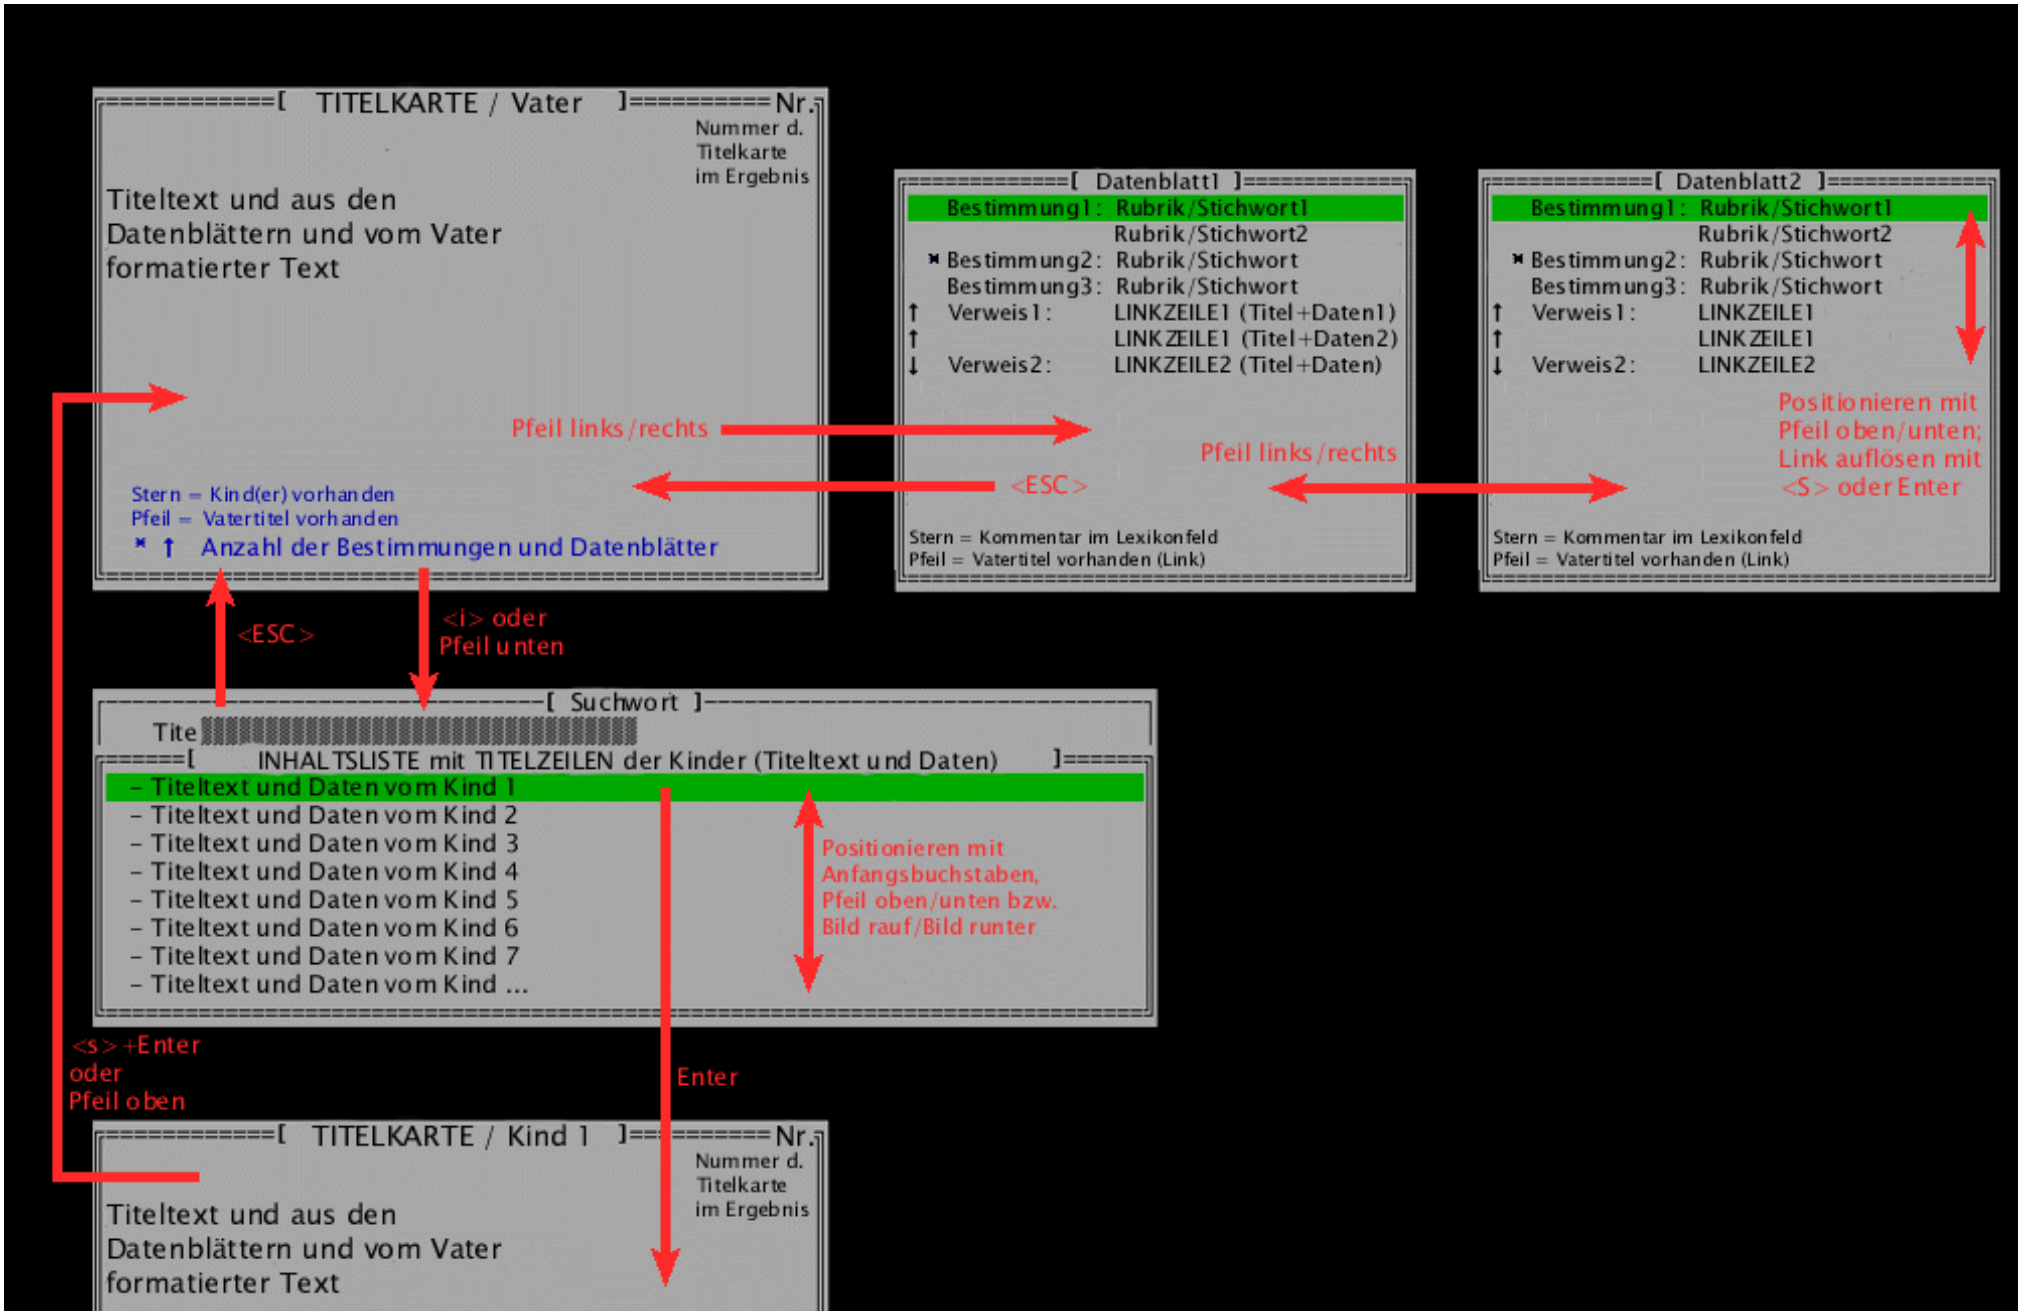 [ TITELKARTE / Vater ] Nr.
Nummer d.
Titelkarte
im Ergebnis
Titeltext und aus den
Datenblättern und vom Vater
formatierter Text
Pfeil links/rechts
Stern = Kind(er) vorhanden
Pfeil = Vatertitel vorhanden
* ↑ Anzahl der Bestimmungen und Datenblätter
[ Datenblatt1 ]
Bestimmung1: Rubrik/Stichwort1
Rubrik/Stichwort2
* Bestimmung2: Rubrik/Stichwort
Bestimmung3: Rubrik/Stichwort
↑ Verweis1: LINKZEILE1 (Titel+Daten1)
↑ LINKZEILE1 (Titel+Daten2)
↓ Verweis2: LINKZEILE2 (Titel+Daten)
Pfeil links/rechts
<ESC>
Stern = Kommentar im Lexikonfeld
Pfeil = Vatertitel vorhanden (Link)
[ Datenblatt2 ]
Bestimmung1: Rubrik/Stichwort1
Rubrik/Stichwort2
* Bestimmung2: Rubrik/Stichwort
Bestimmung3: Rubrik/Stichwort
↑ Verweis1: LINKZEILE1
↑ LINKZEILE1
↓ Verweis2: LINKZEILE2
Positionieren mit
Pfeil oben/unten;
Link auflösen mit
<S> oder Enter
Stern = Kommentar im Lexikonfeld
Pfeil = Vatertitel vorhanden (Link)
<ESC>
<i> oder
Pfeil unten
[ Suchwort ]
Tite
[ INHALTSLISTE mit TITELZEILEN der Kinder (Titeltext und Daten) ]
– Titeltext und Daten vom Kind 1
– Titeltext und Daten vom Kind 2
– Titeltext und Daten vom Kind 3
– Titeltext und Daten vom Kind 4
– Titeltext und Daten vom Kind 5
– Titeltext und Daten vom Kind 6
– Titeltext und Daten vom Kind 7
– Titeltext und Daten vom Kind ...
Positionieren mit
Anfangsbuchstaben,
Pfeil oben/unten bzw.
Bild rauf/Bild runter
<s>+Enter
oder
Pfeil oben
Enter
[ TITELKARTE / Kind 1 ] Nr.
Nummer d.
Titelkarte
im Ergebnis
Titeltext und aus den
Datenblättern und vom Vater
formatierter Text